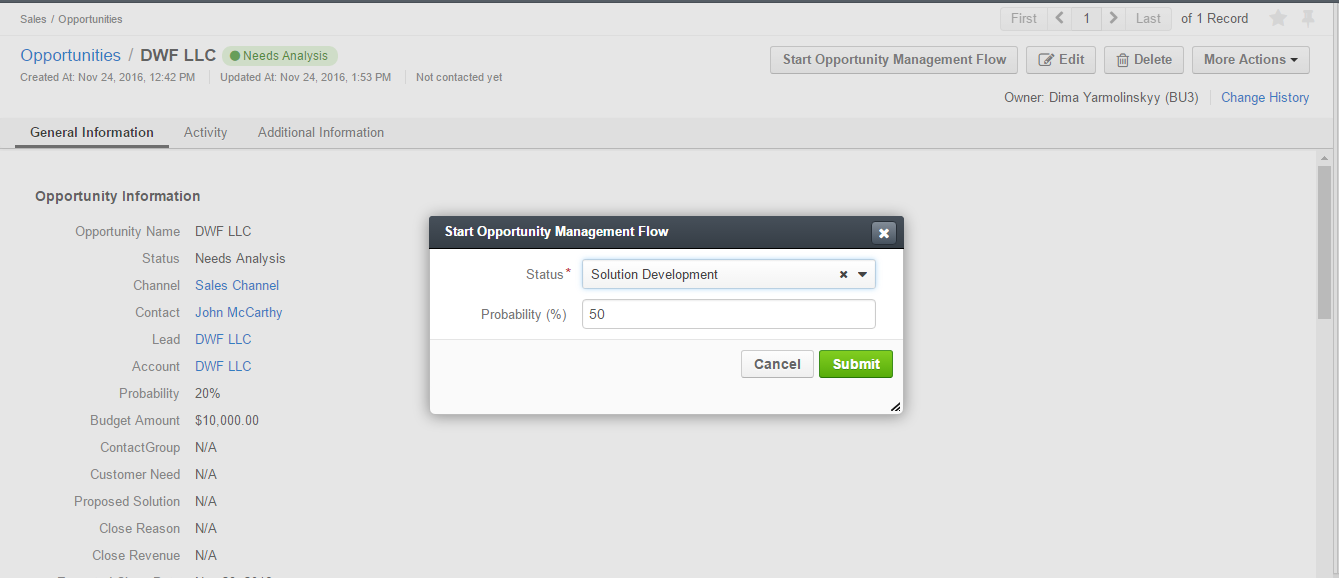 Sales / Opportunities
First 1 Last of 1 Record
Opportunities / DWF LLC Needs Analysis
Start Opportunity Management Flow Edit Delete More Actions
Created At: Nov 24, 2016, 12:42 PM Updated At: Nov 24, 2016, 1:53 PM Not contacted yet
Owner: Dima Yarmolinskyy (BU3) Change History
General Information Activity Additional Information
Opportunity Information
Opportunity Name DWF LLC
Status Needs Analysis
Channel Sales Channel
Contact John McCarthy
Lead DWF LLC
Account DWF LLC
Probability 20%
Budget Amount $10,000.00
ContactGroup N/A
Customer Need N/A
Proposed Solution N/A
Close Reason N/A
Close Revenue N/A
Start Opportunity Management Flow
Status* Solution Development
Probability (%) 50
Cancel Submit